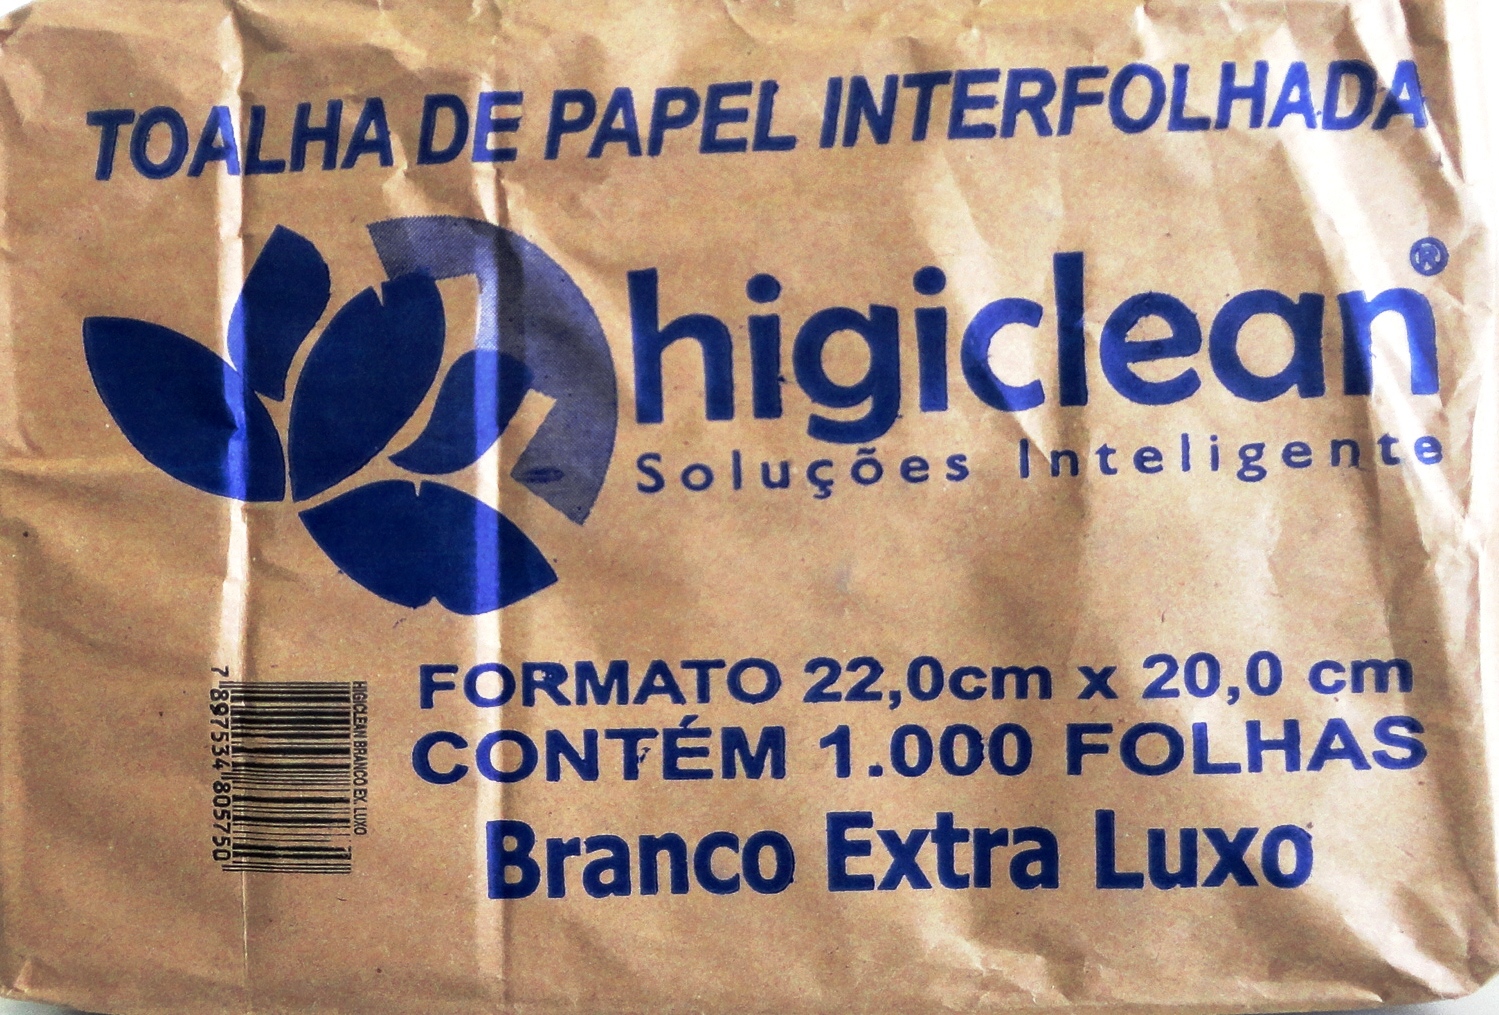 TOALHA DE PAPEL INTERFOLHADA
higiclean®
Soluções Inteligente
FORMATO 22,0cm x 20,0 cm
CONTÉM 1.000 FOLHAS
Branco Extra Luxo
HIGICLEAN BRANCO EX. LUXO
7 897534 805750